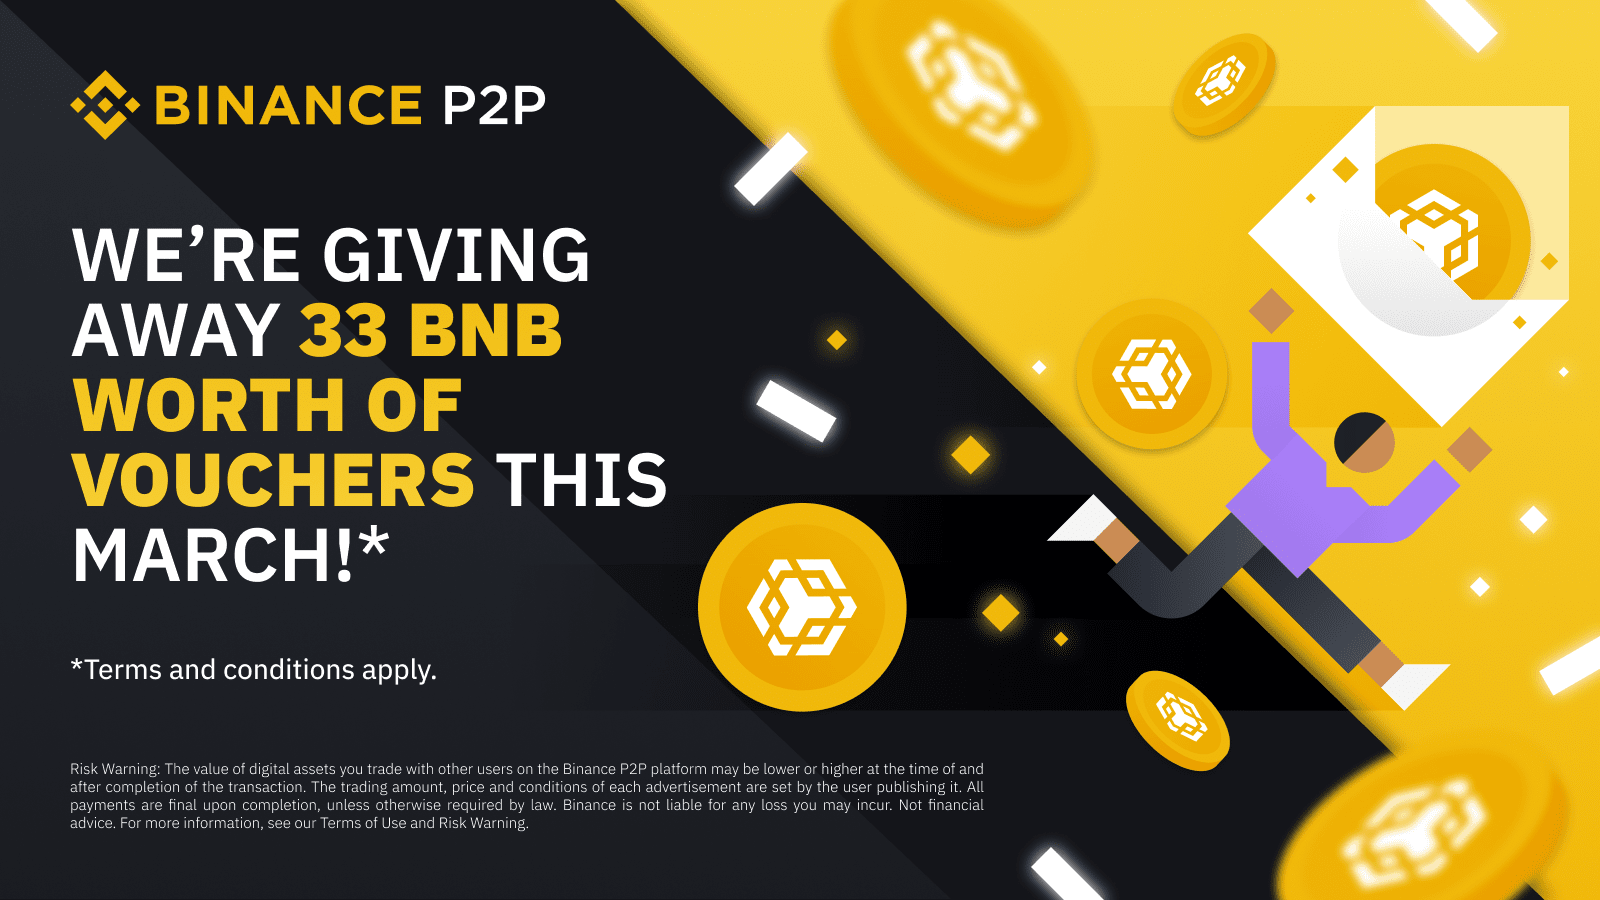 BINANCE P2P
WE’RE GIVING
AWAY 33 BNB
WORTH OF
VOUCHERS THIS
MARCH!*
*Terms and conditions apply.
Risk Warning: The value of digital assets you trade with other users on the Binance P2P platform may be lower or higher at the time of and
after completion of the transaction. The trading amount, price and conditions of each advertisement are set by the user publishing it. All
payments are final upon completion, unless otherwise required by law. Binance is not liable for any loss you may incur. Not financial
advice. For more information, see our Terms of Use and Risk Warning.